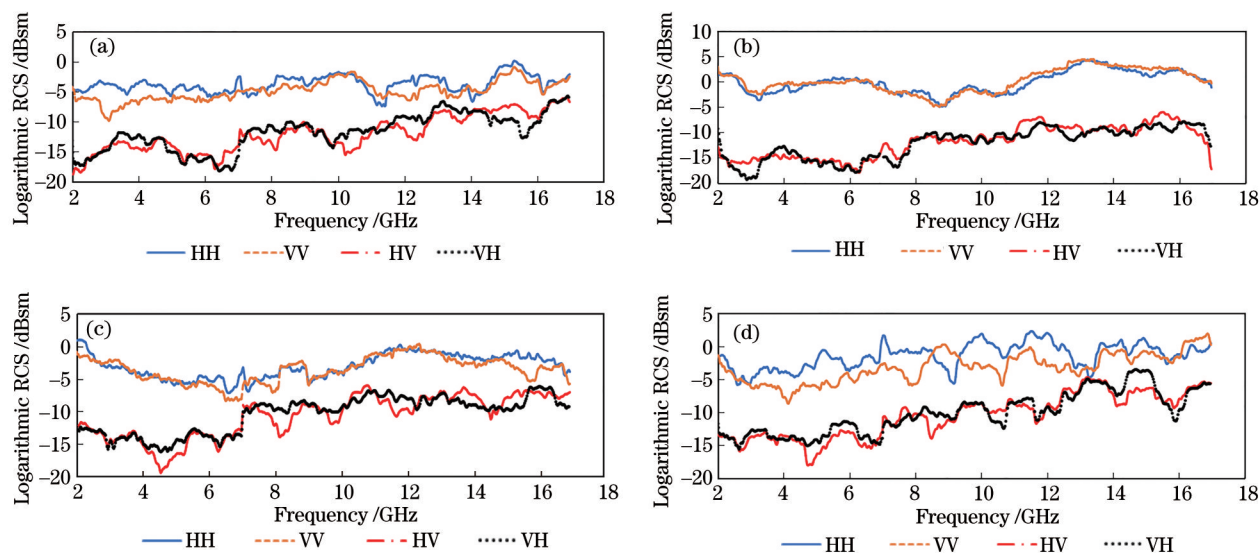 (a)
Logarithmic RCS /dBsm
5
0
−5
−10
−15
−20
2 4 6 8 10 12 14 16 18
Frequency /GHz
HH VV HV VH
(b)
Logarithmic RCS /dBsm
10
5
0
−5
−10
−15
−20
2 4 6 8 10 12 14 16 18
Frequency /GHz
HH VV HV VH
(c)
Logarithmic RCS /dBsm
5
0
−5
−10
−15
−20
2 4 6 8 10 12 14 16 18
Frequency /GHz
HH VV HV VH
(d)
Logarithmic RCS /dBsm
5
0
−5
−10
−15
−20
2 4 6 8 10 12 14 16 18
Frequency /GHz
HH VV HV VH